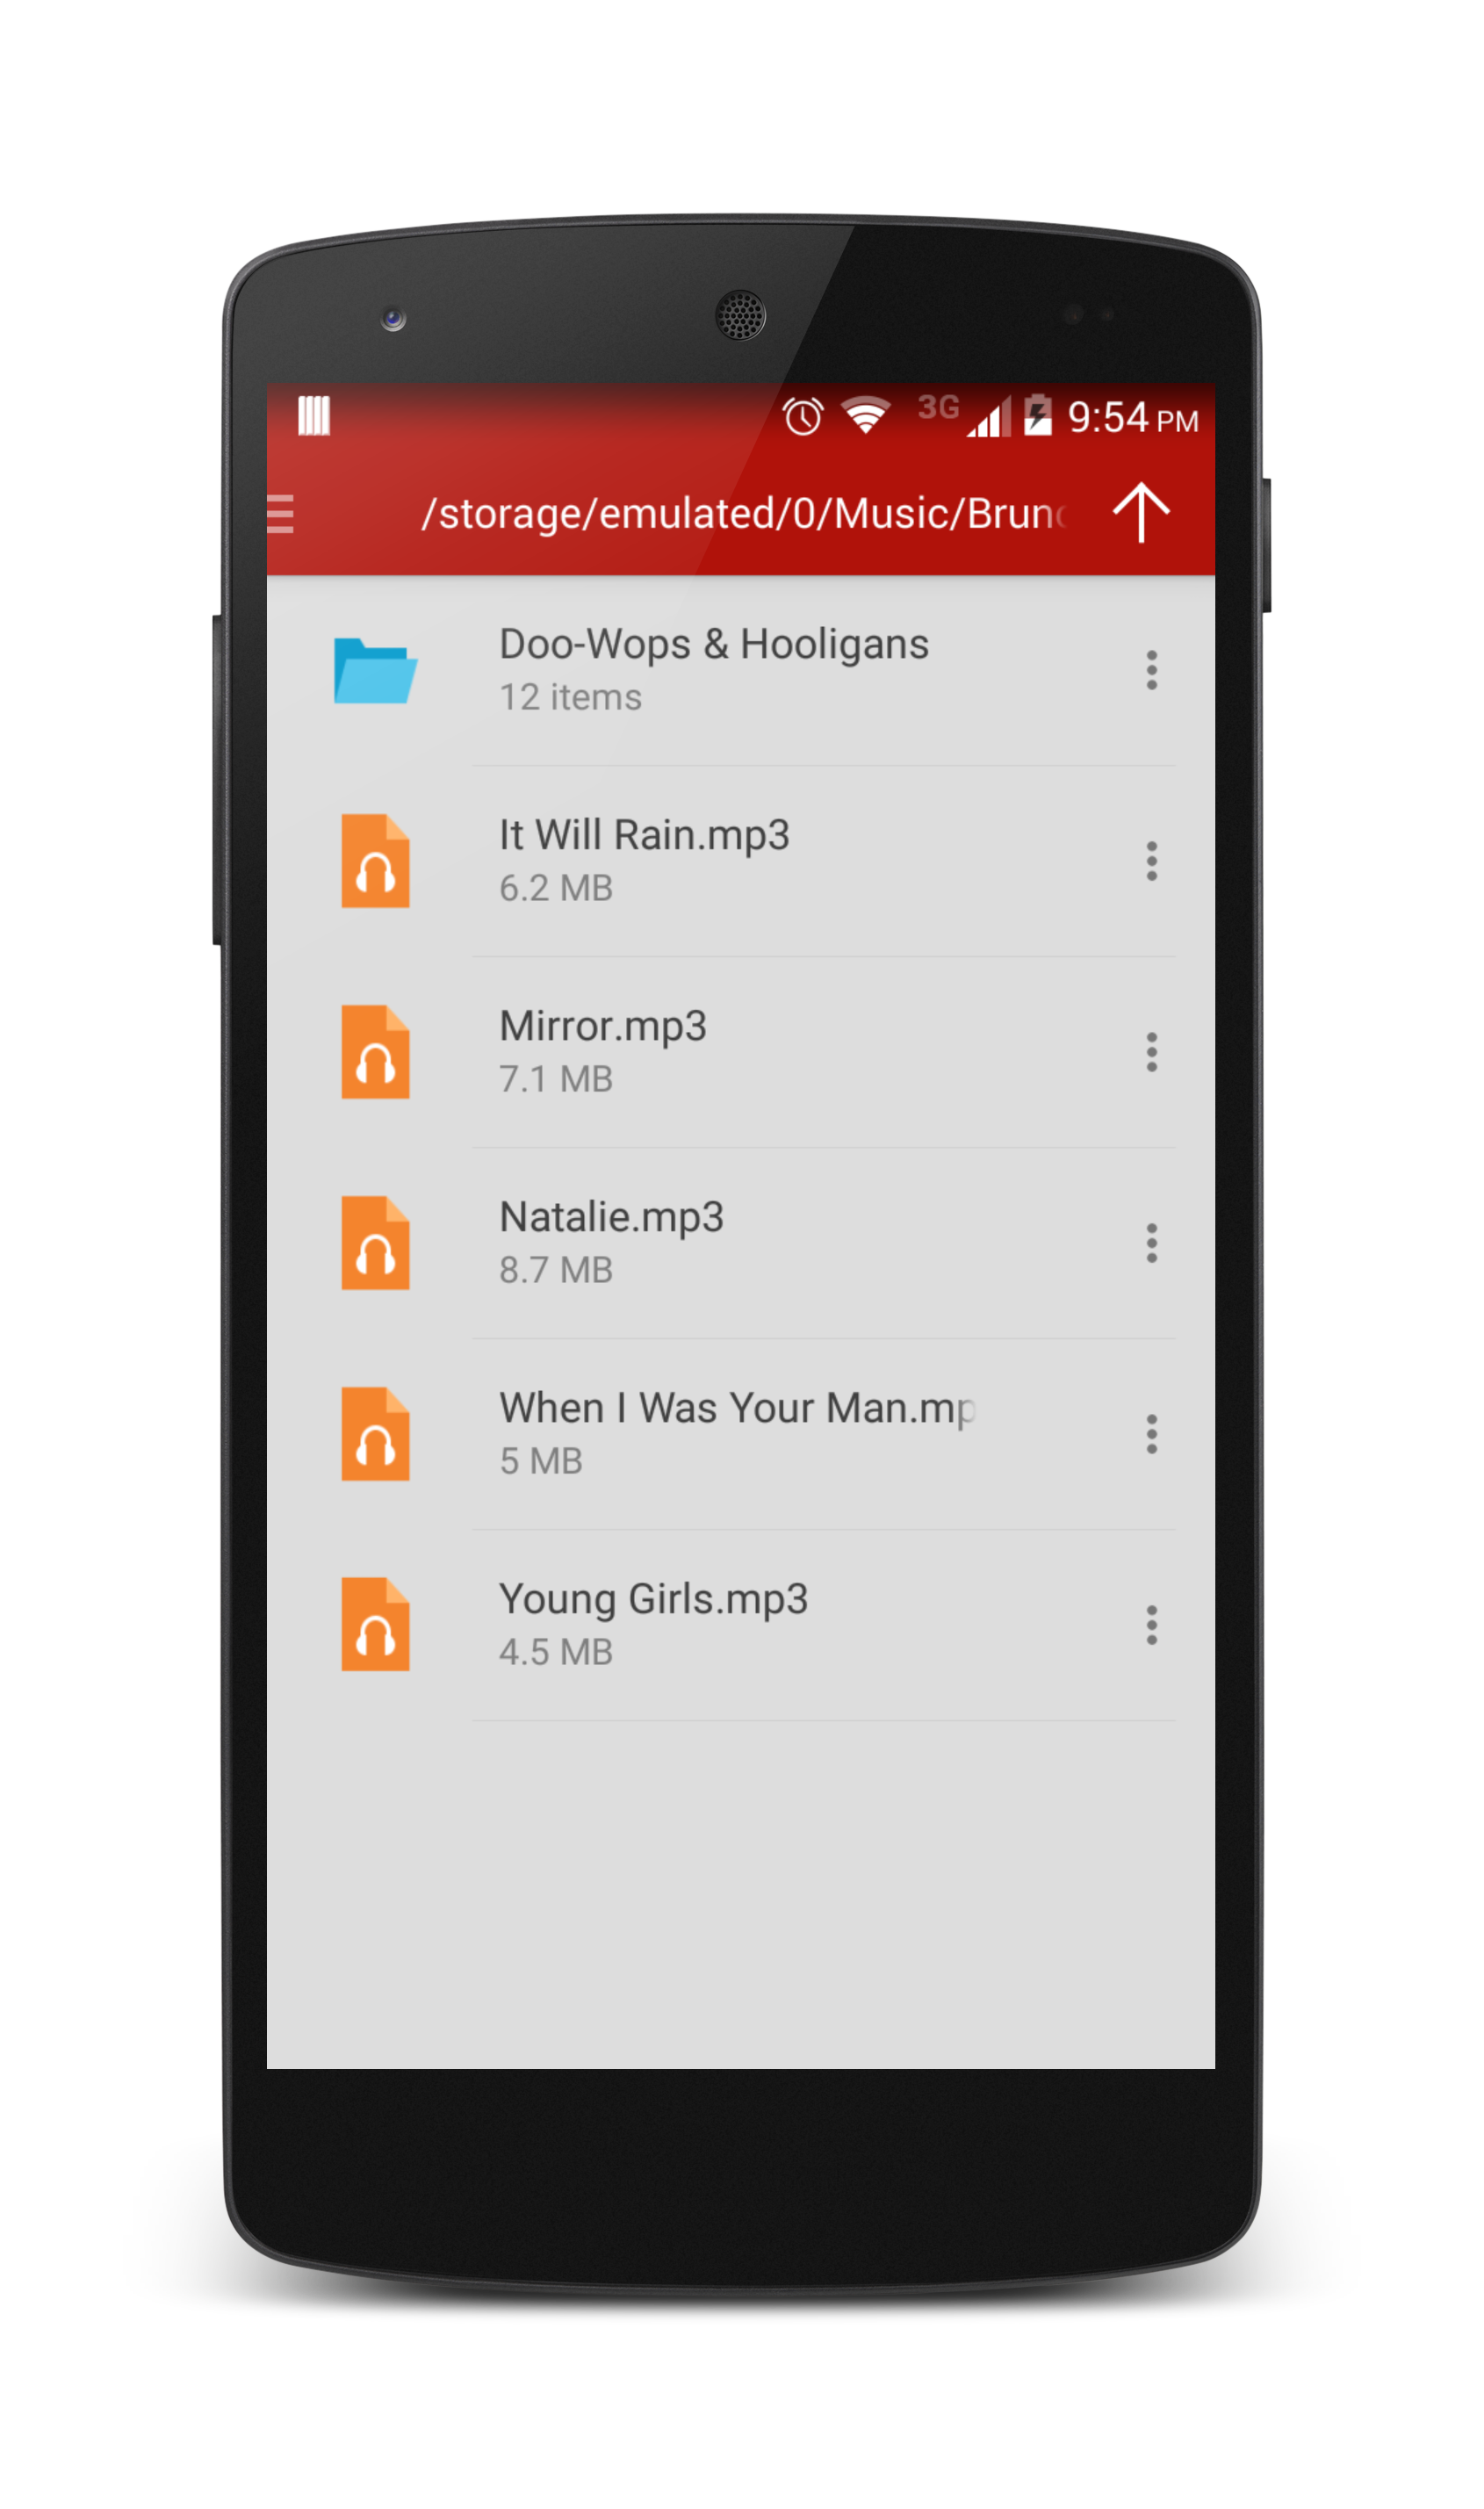 3G 9:54 PM
/storage/emulated/0/Music/Brun
Doo-Wops & Hooligans
12 items
It Will Rain.mp3
6.2 MB
Mirror.mp3
7.1 MB
Natalie.mp3
8.7 MB
When I Was Your Man.mp
5 MB
Young Girls.mp3
4.5 MB